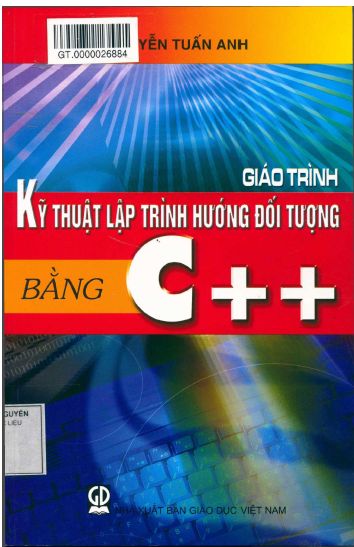 GT.0000026884
YỄN TUẤN ANH
GIÁO TRÌNH
KỸ THUẬT LẬP TRÌNH HƯỚNG ĐỐI TƯỢNG
BẰNG
C++
NGUYÊN
LIỆU
GD
NHÀ XUẤT BẢN GIÁO DỤC VIỆT NAM